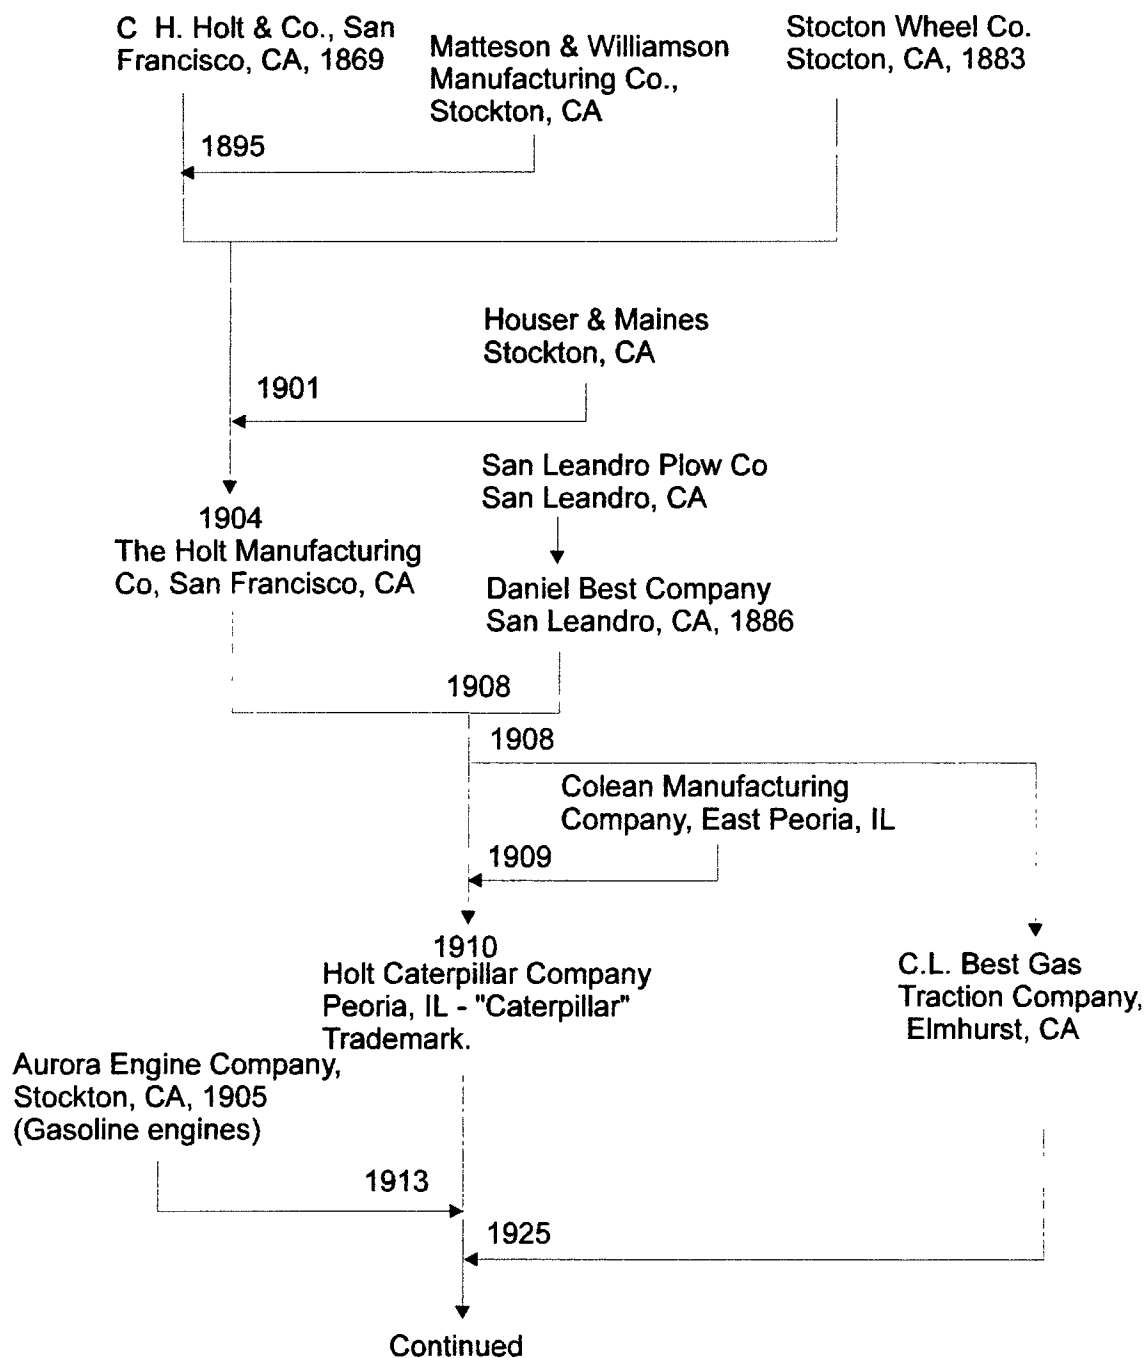 C H. Holt & Co., San
Francisco, CA, 1869
Matteson & Williamson
Manufacturing Co.,
Stockton, CA
Stocton Wheel Co.
Stocton, CA, 1883
1895
Houser & Maines
Stockton, CA
1901
San Leandro Plow Co
San Leandro, CA
1904
The Holt Manufacturing
Co, San Francisco, CA
Daniel Best Company
San Leandro, CA, 1886
1908
1908
Colean Manufacturing
Company, East Peoria, IL
1909
1910
Holt Caterpillar Company
Peoria, IL - "Caterpillar"
Trademark.
C.L. Best Gas
Traction Company,
Elmhurst, CA
Aurora Engine Company,
Stockton, CA, 1905
(Gasoline engines)
1913
1925
Continued